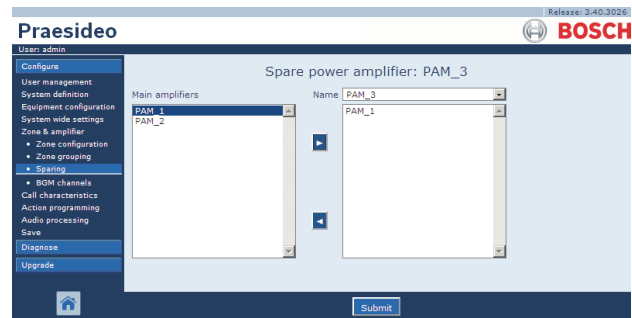 Release: 3.40.3026
Praesideo
BOSCH
User: admin
Configure
User management
System definition
Equipment configuration
System wide settings
Zone & amplifier
• Zone configuration
• Zone grouping
• Sparing
• BGM channels
Call characteristics
Action programming
Audio processing
Save
Diagnose
Upgrade
Spare power amplifier: PAM_3
Main amplifiers
Name PAM_3
PAM_1
PAM_2
PAM_1
Submit